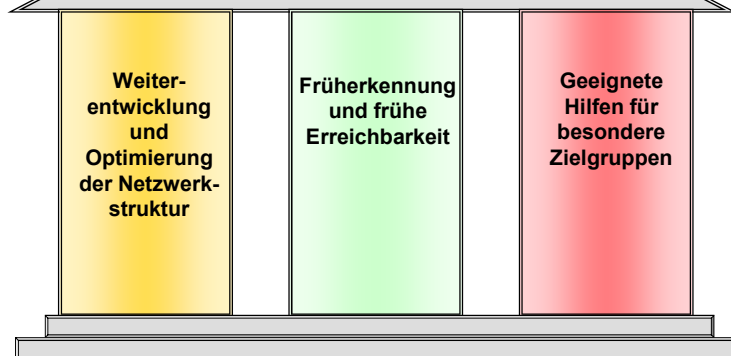 Weiter-
entwicklung
und
Optimierung
der Netzwerk-
struktur
Früherkennung
und frühe
Erreichbarkeit
Geeignete
Hilfen für
besondere
Zielgruppen